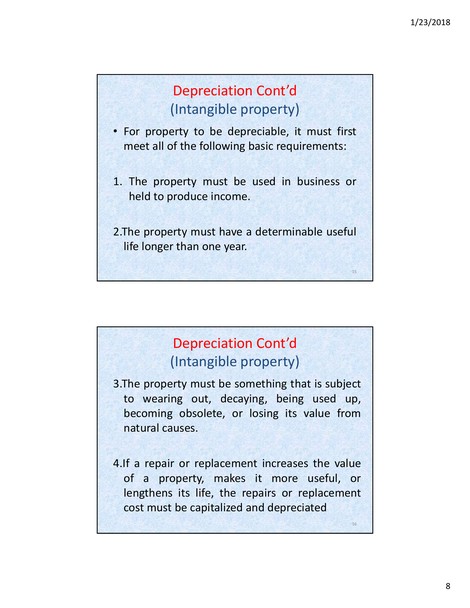 1/23/2018
Depreciation Cont’d
(Intangible property)
• For property to be depreciable, it must first
meet all of the following basic requirements:
1. The property must be used in business or
held to produce income.
2.The property must have a determinable useful
life longer than one year.
Depreciation Cont’d
(Intangible property)
3.The property must be something that is subject
to wearing out, decaying, being used up,
becoming obsolete, or losing its value from
natural causes.
4.If a repair or replacement increases the value
of a property, makes it more useful, or
lengthens its life, the repairs or replacement
cost must be capitalized and depreciated
8